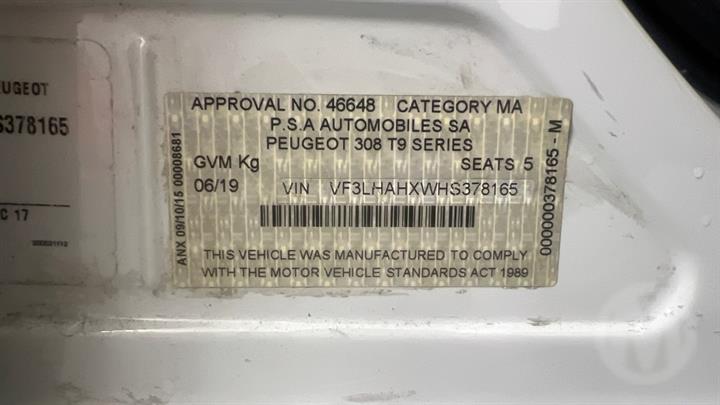 PEUGEOT
S378165
C 17
APPROVAL NO. 46648 CATEGORY MA
P.S.A AUTOMOBILES SA
PEUGEOT 308 T9 SERIES
GVM Kg SEATS 5
06/19 VIN VF3LHAHXWHS378165
THIS VEHICLE WAS MANUFACTURED TO COMPLY
WITH THE MOTOR VEHICLE STANDARDS ACT 1989
ANX 09/10/15 00008681
000000378165 - M
M